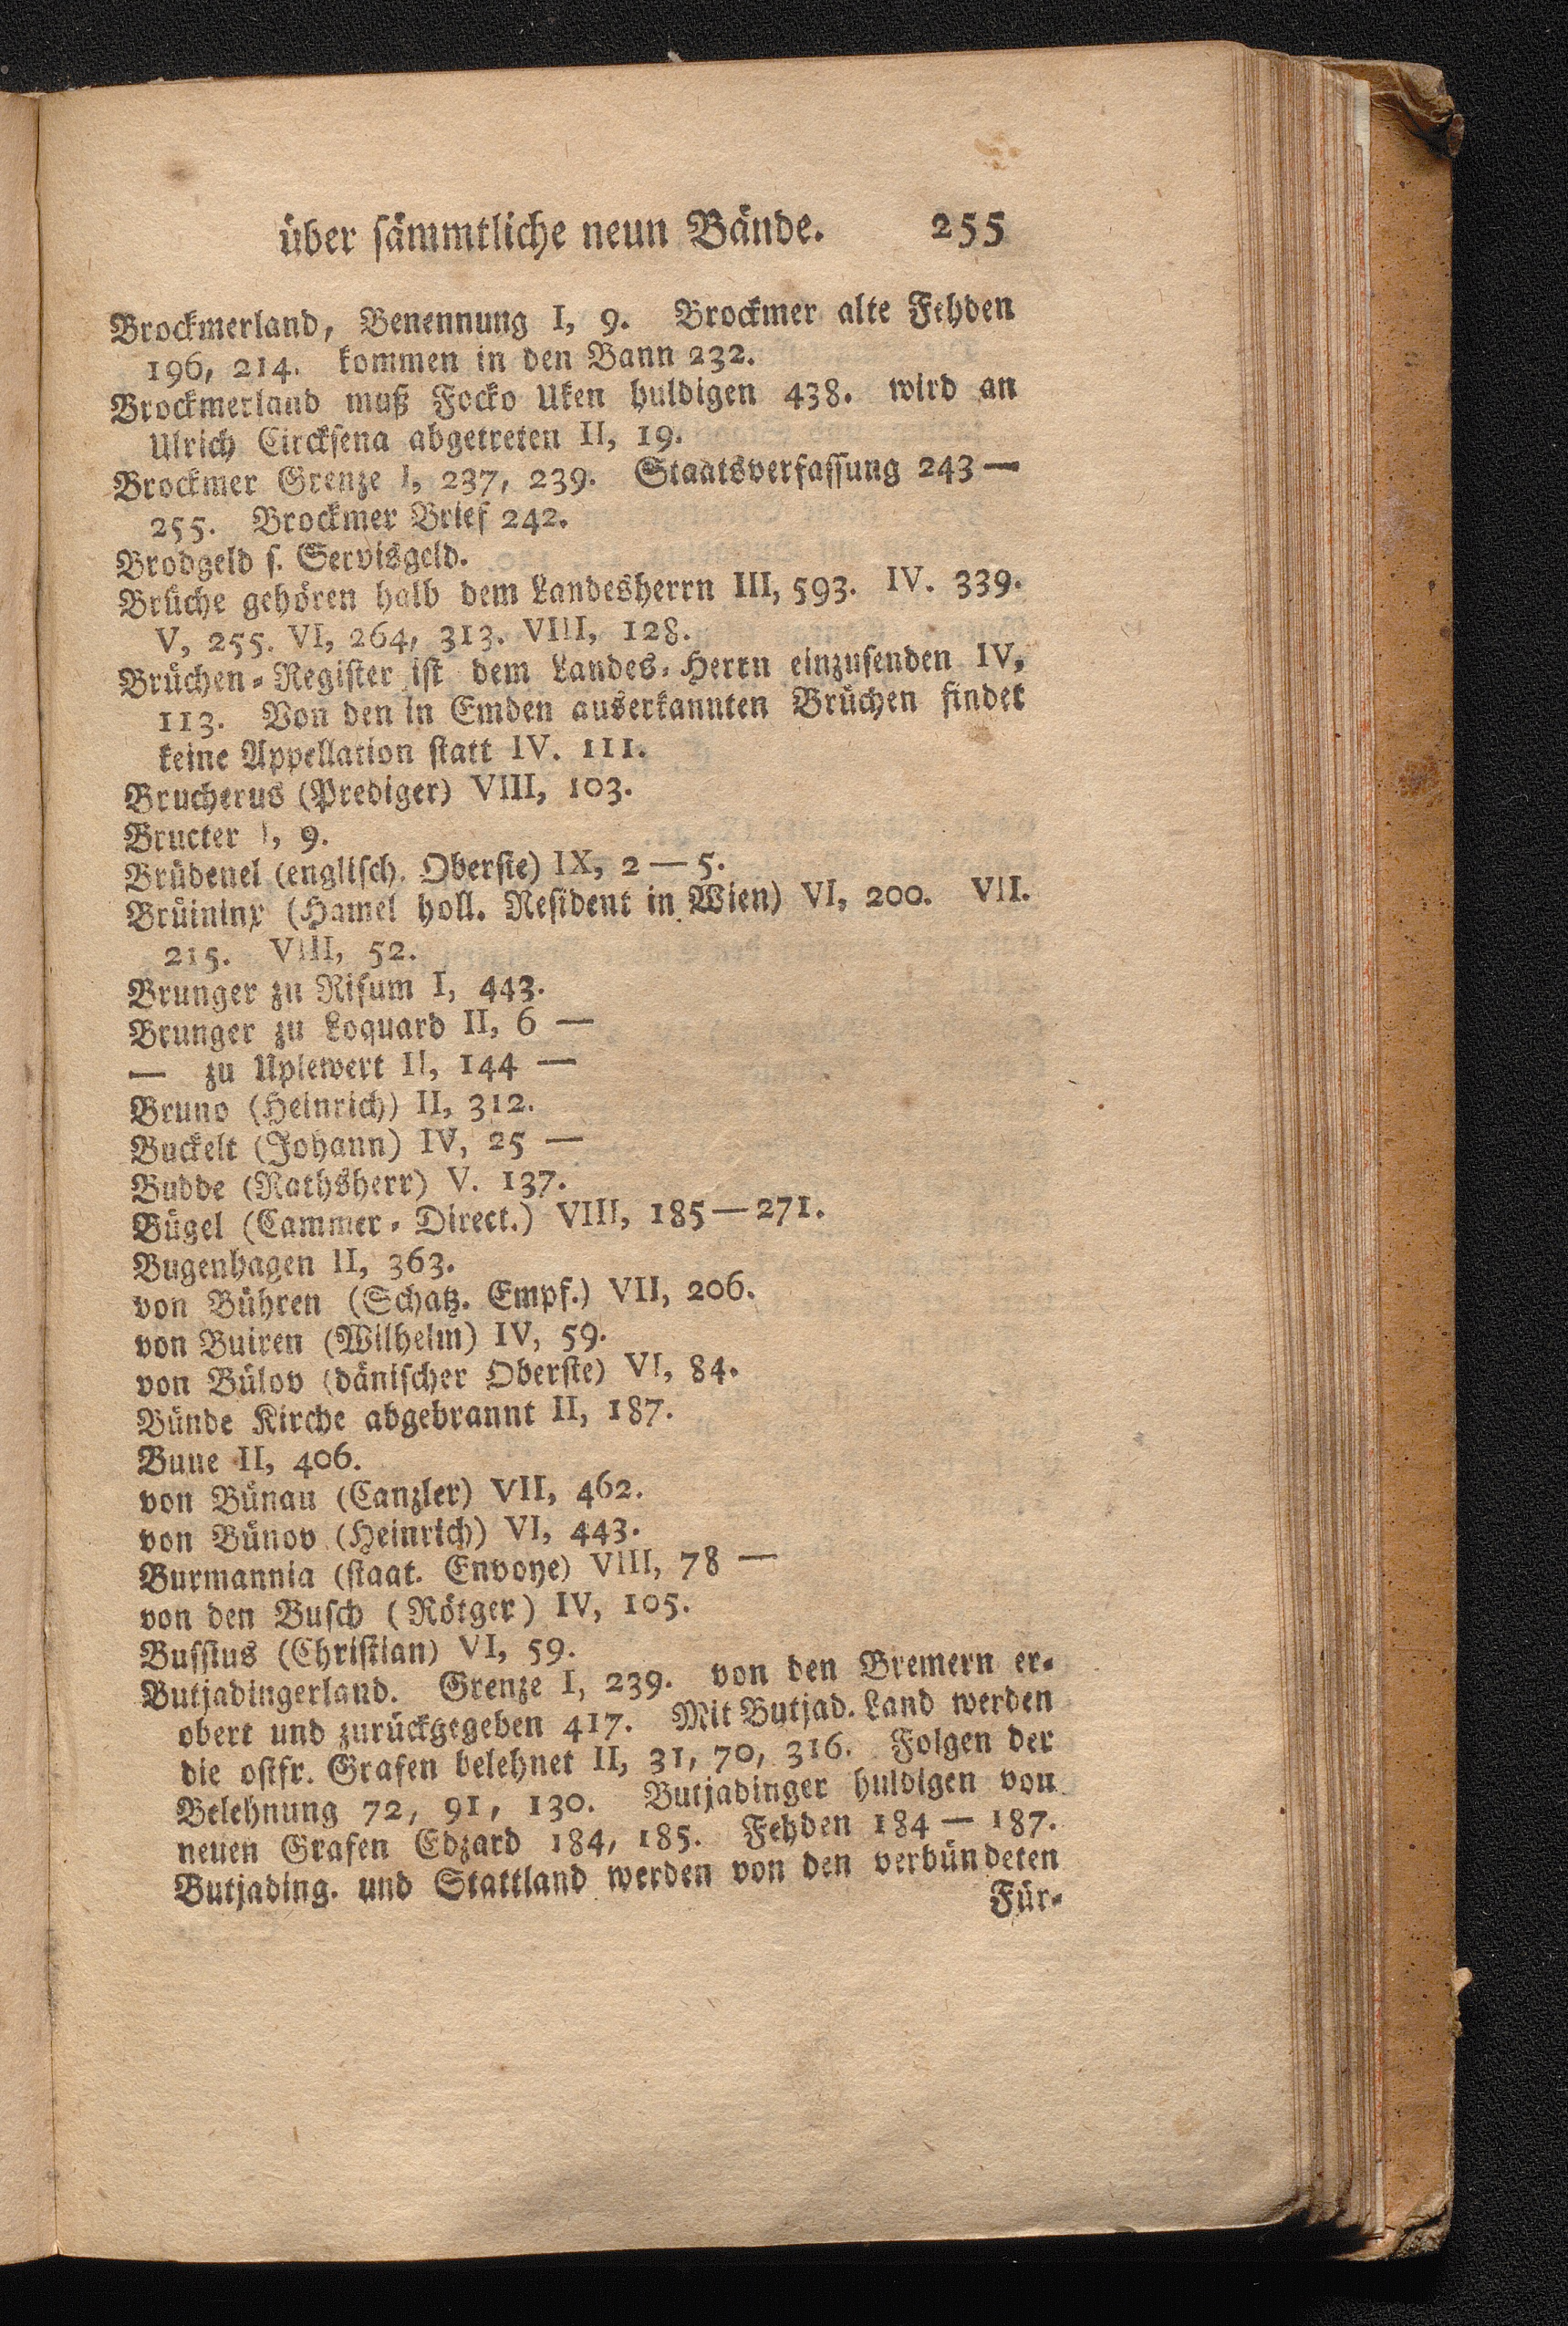 über sämmtliche neun Bände. 255
Brockmerland, Benennung I, 9. Brockmer alte Fehden
196, 214. kommen in den Bann 232.
Brockmerland muß Focko Uken huldigen 438. wird an
Ulrich Circksena abgetreten II, 19.
Brockmer Grenze I, 237, 239. Staatsverfassung 243 —
255. Brockmer Brief 242.
Brodgeld s. Servisgeld.
Brüche gehören halb dem Landesherrn III, 593. IV. 339.
V, 255. VI, 264, 313. VIII, 128.
Brüchen-Register ist dem Landes-Herrn einzusenden IV,
113. Von den in Emden auserkannten Brüchen findet
keine Appellation statt IV. 111.
Brucherus (Prediger) VIII, 103.
Bructer I, 9.
Brüdenel (englisch. Oberste) IX, 2 — 5.
Brüininx (Hamel holl. Resident in Wien) VI, 200. VII.
215. VIII, 52.
Brunger zu Risum I, 443.
Brunger zu Loquard II, 6 —
— zu Uplewert II, 144 —
Bruno (Heinrich) II, 312.
Buckelt (Johann) IV, 25 —
Budde (Rathsherr) V. 137.
Bügel (Cammer-Direct.) VIII, 185 — 271.
Bugenhagen II, 363.
von Bühren (Schatz. Empf.) VII, 206.
von Buiren (Wilhelm) IV, 59.
von Bülov (dänischer Oberste) VI, 84.
Bünde Kirche abgebrannt II, 187.
Bune II, 406.
von Bünau (Canzler) VII, 462.
von Bünov (Heinrich) VI, 443.
Burmannia (staat. Envoye) VIII, 78 —
von den Busch (Rötger) IV, 105.
Bussius (Christian) VI, 59.
Butjadingerland. Grenze I, 239. von den Bremern er-
obert und zurückgegeben 417. Mit Butjad. Land werden
die ostfr. Grafen belehnet II, 31, 70, 316. Folgen der
Belehnung 72, 91, 130. Butjadinger huldigen von
neuen Grafen Edzard 184, 185. Fehden 184 — 187.
Butjading. und Stattland werden von den verbündeten
Für-